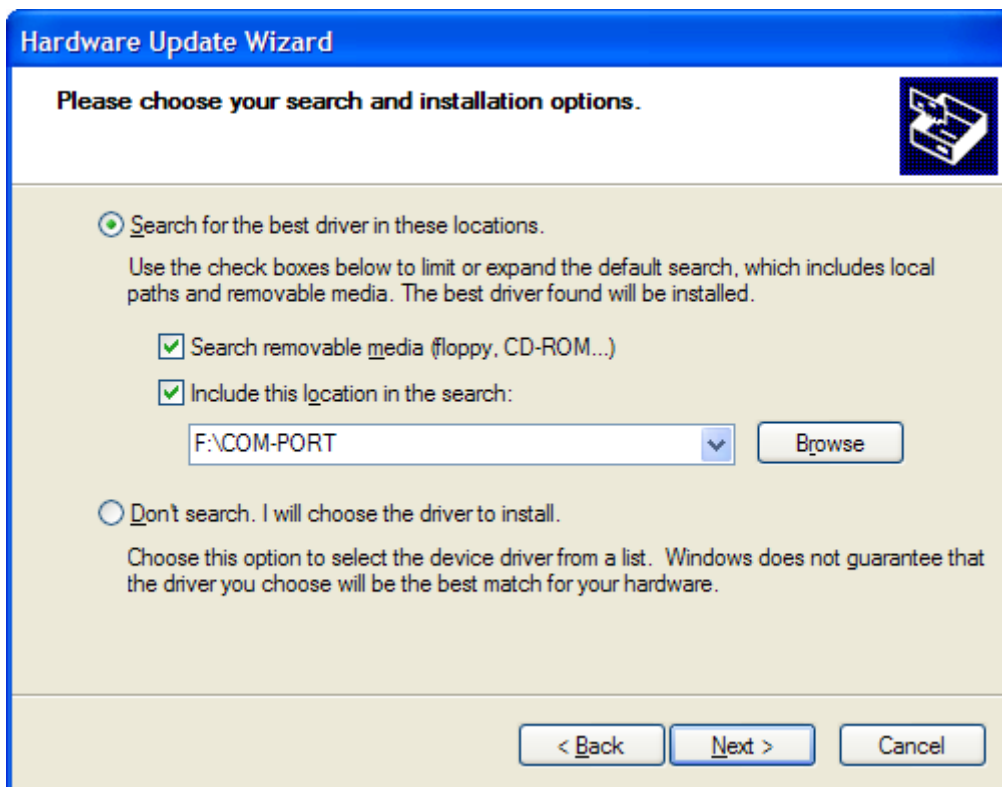 Hardware Update Wizard
Please choose your search and installation options.
Search for the best driver in these locations.
Use the check boxes below to limit or expand the default search, which includes local
paths and removable media. The best driver found will be installed.
Search removable media (floppy, CD-ROM...)
Include this location in the search:
F:\COM-PORT
Browse
Don't search. I will choose the driver to install.
Choose this option to select the device driver from a list.  Windows does not guarantee that
the driver you choose will be the best match for your hardware.
< Back Next > Cancel